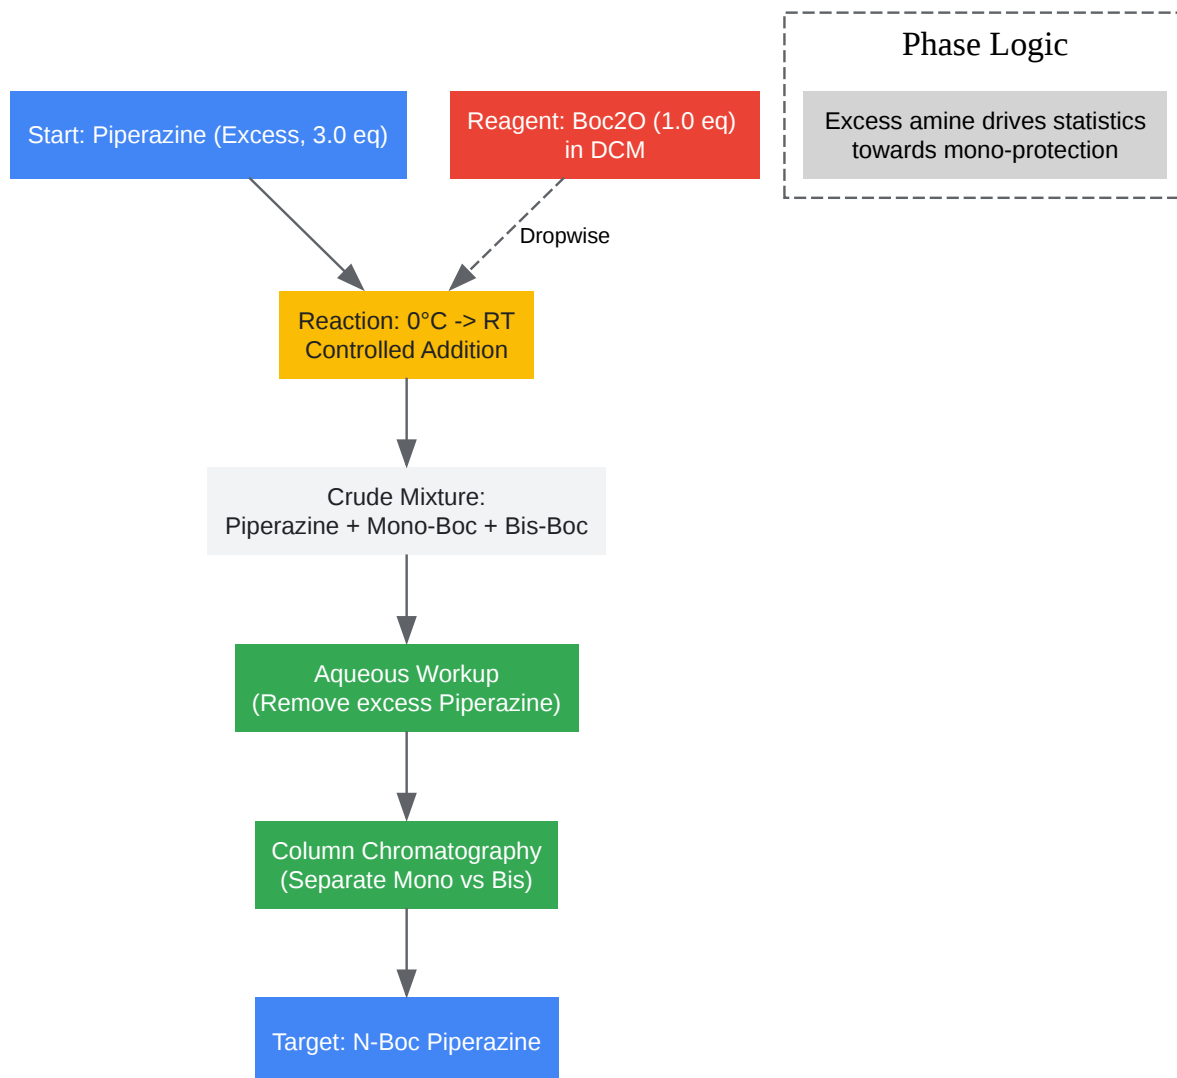 Phase Logic
Start: Piperazine (Excess, 3.0 eq)
Reagent: Boc2O (1.0 eq)
in DCM
Excess amine drives statistics
towards mono-protection
Dropwise
Reaction: 0°C -> RT
Controlled Addition
Crude Mixture:
Piperazine + Mono-Boc + Bis-Boc
Aqueous Workup
(Remove excess Piperazine)
Column Chromatography
(Separate Mono vs Bis)
Target: N-Boc Piperazine